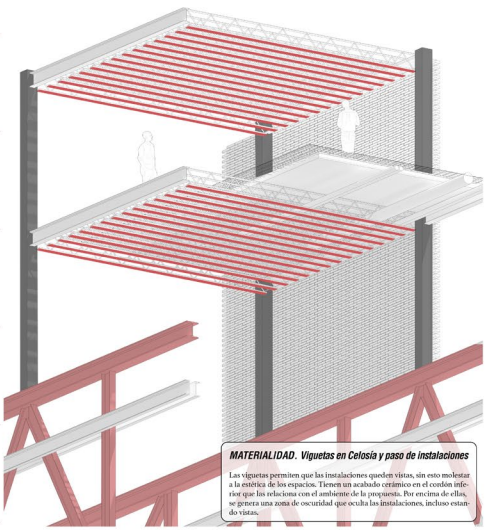 MATERIALIDAD. Viguetas en Celosía y paso de instalaciones
Las viguetas permiten que las instalaciones queden vistas, sin esto molestar
a la estética de los espacios. Tienen un acabado cerámico en el cordón infe-
rior que las relaciona con el ambiente de la propuesta. Por encima de ellas,
se genera una zona de oscuridad que oculta las instalaciones, incluso estan-
do vistas.